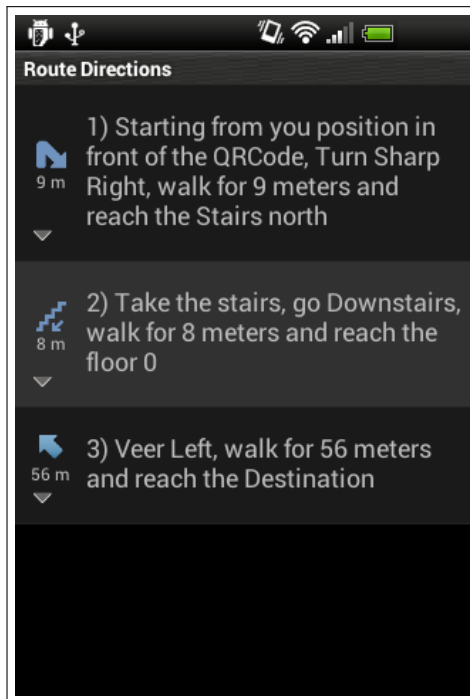 Route Directions
1) Starting from you position in
front of the QRCode, Turn Sharp
Right, walk for 9 meters and
reach the Stairs north
9 m
2) Take the stairs, go Downstairs,
walk for 8 meters and reach the
floor 0
8 m
3) Veer Left, walk for 56 meters
and reach the Destination
56 m